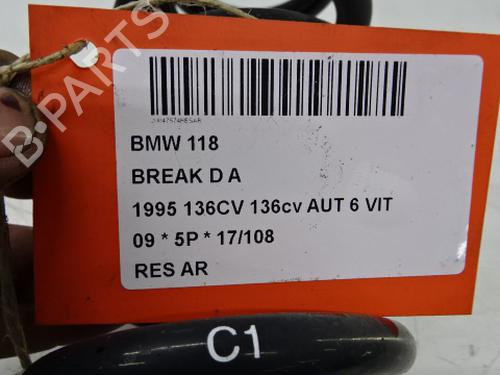 B-PARTS
BMW 118
BREAK D A
1995 136CV 136cv AUT 6 VIT
09 * 5P * 17/108
RES AR
C1